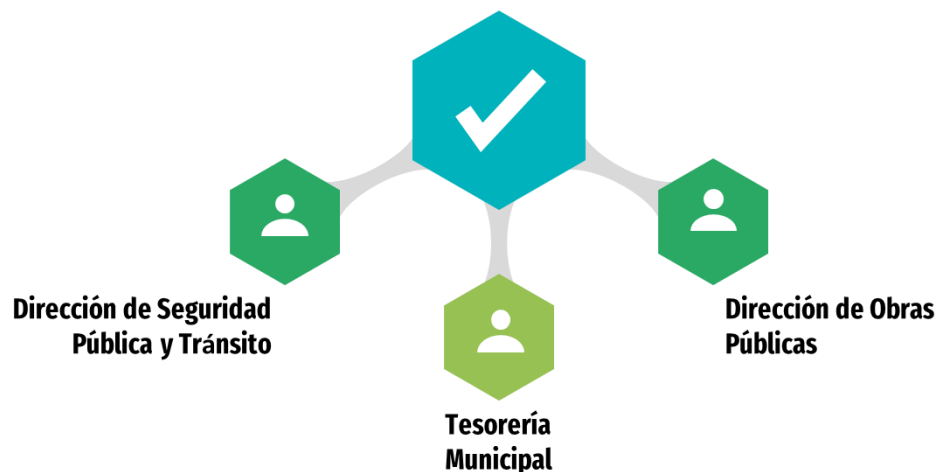 Dirección de Seguridad
Pública y Tránsito
Dirección de Obras
Públicas
Tesorería
Municipal